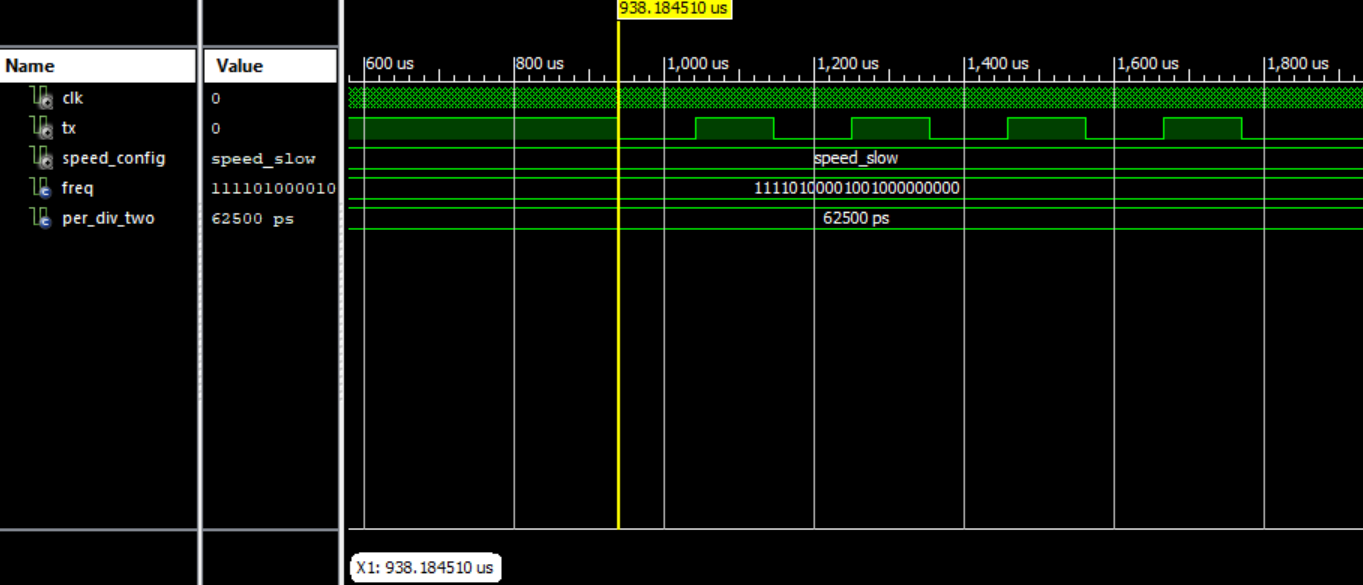 938.184510 us
Name Value
600 us 800 us 1,000 us 1,200 us 1,400 us 1,600 us 1,800 us
clk 0
tx 0
speed_config speed_slow speed_slow
freq 111101000010 111101000010010000000000
per_div_two 62500 ps 62500 ps
X1: 938.184510 us